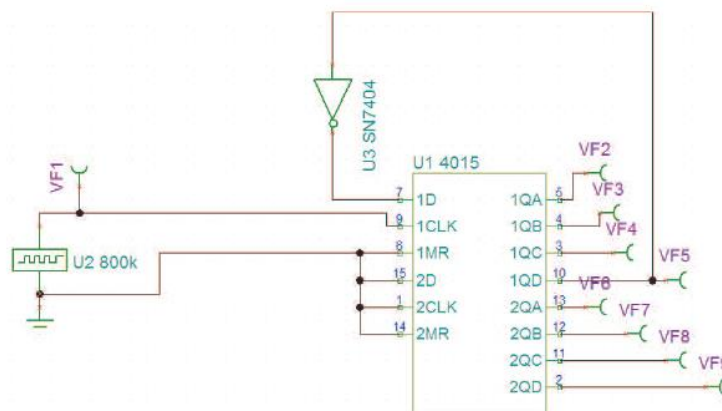 U3 SN7404
U1 4015
VF1
VF2
VF3
VF4
VF5
VF6
VF7
VF8
U2 800k
7 1D 1QA 5
9 1CLK 1QB 4
6 1MR 1QC 3
15 2D 1QD 10
1 2CLK 2QA 13
14 2MR 2QB 12
2QC 11
2QD 2